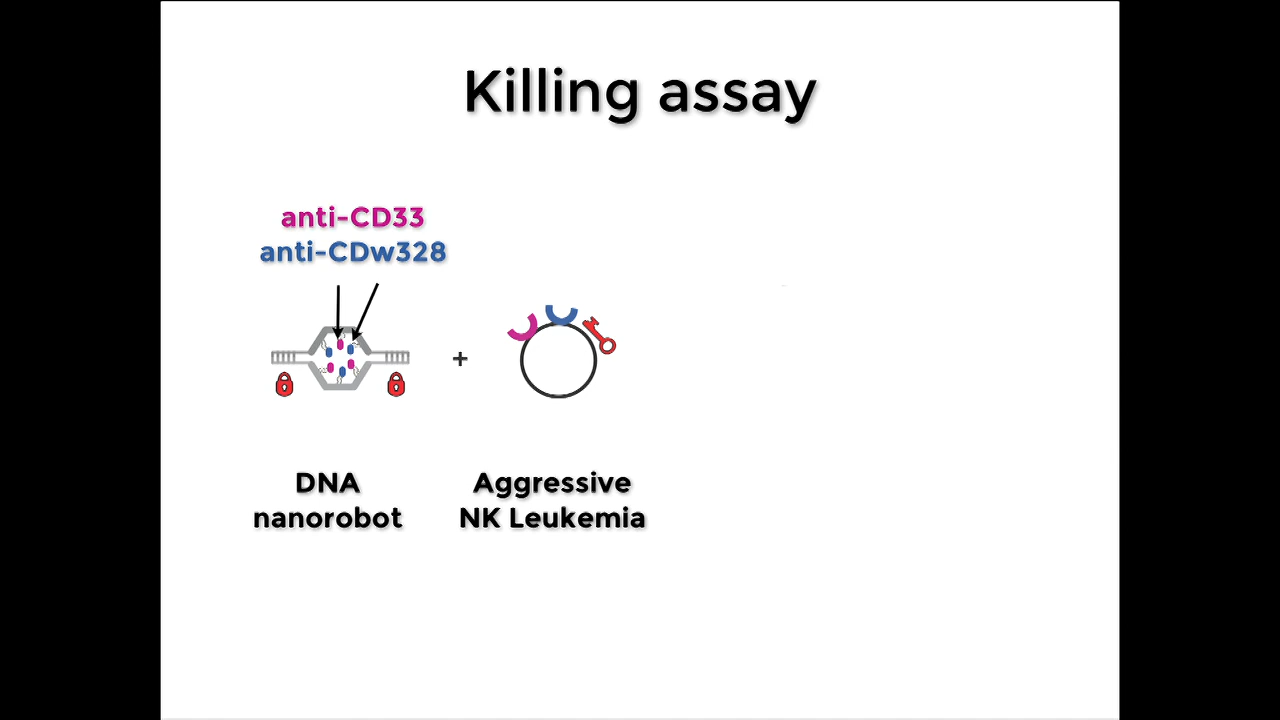 Killing assay
anti-CD33
anti-CDw328
+
DNA
nanorobot
Aggressive
NK Leukemia